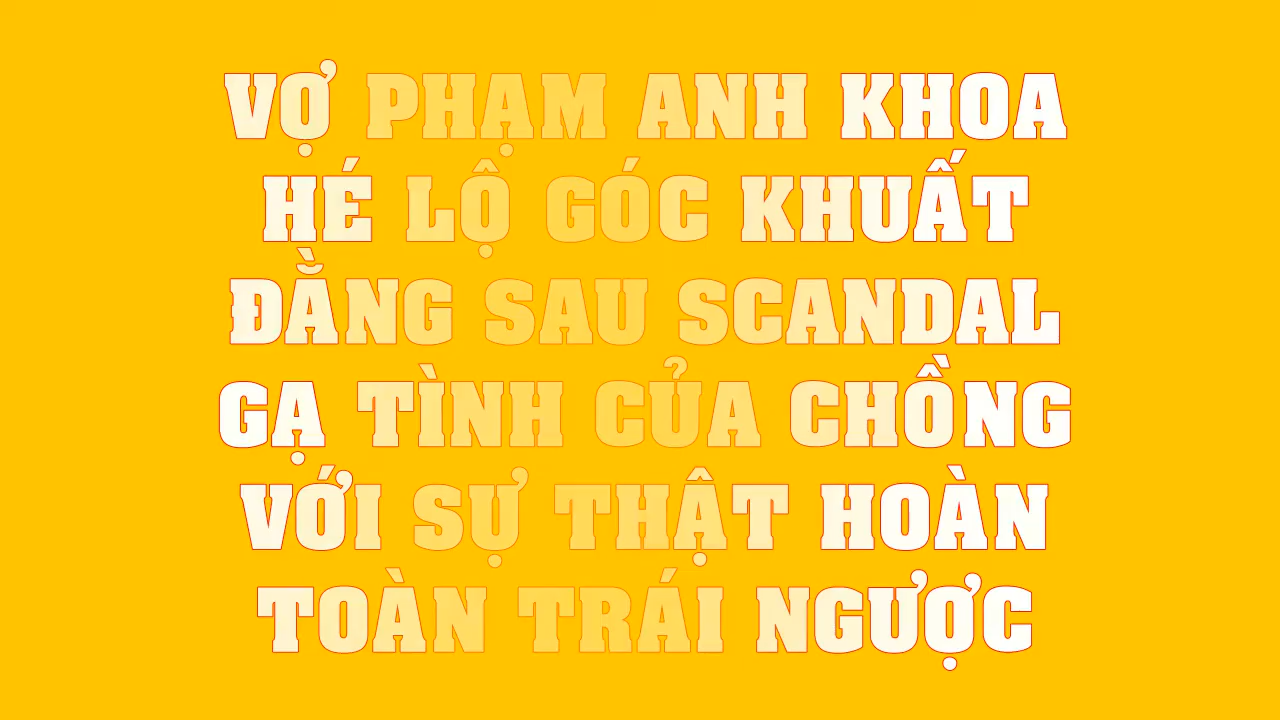 VỢ PHẠM ANH KHOA
HÉ LỘ GÓC KHUẤT
ĐẰNG SAU SCANDAL
GẠ TÌNH CỦA CHỒNG
VỚI SỰ THẬT HOÀN
TOÀN TRÁI NGƯỢC